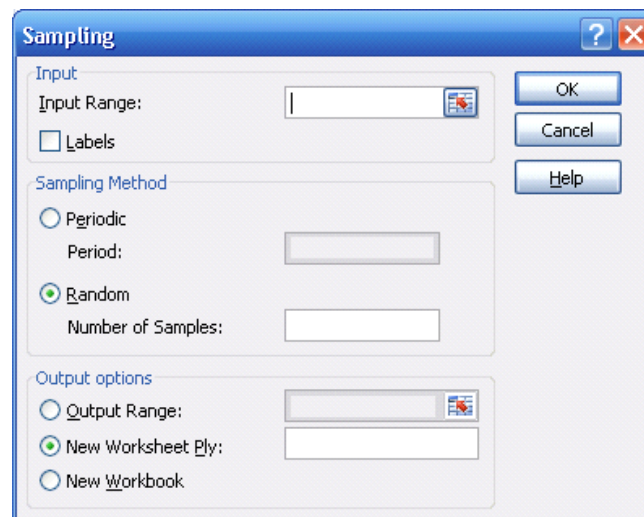 Sampling
Input
Input Range:
Labels
OK
Cancel
Help
Sampling Method
Periodic
Period:
Random
Number of Samples:
Output options
Output Range:
New Worksheet Ply:
New Workbook